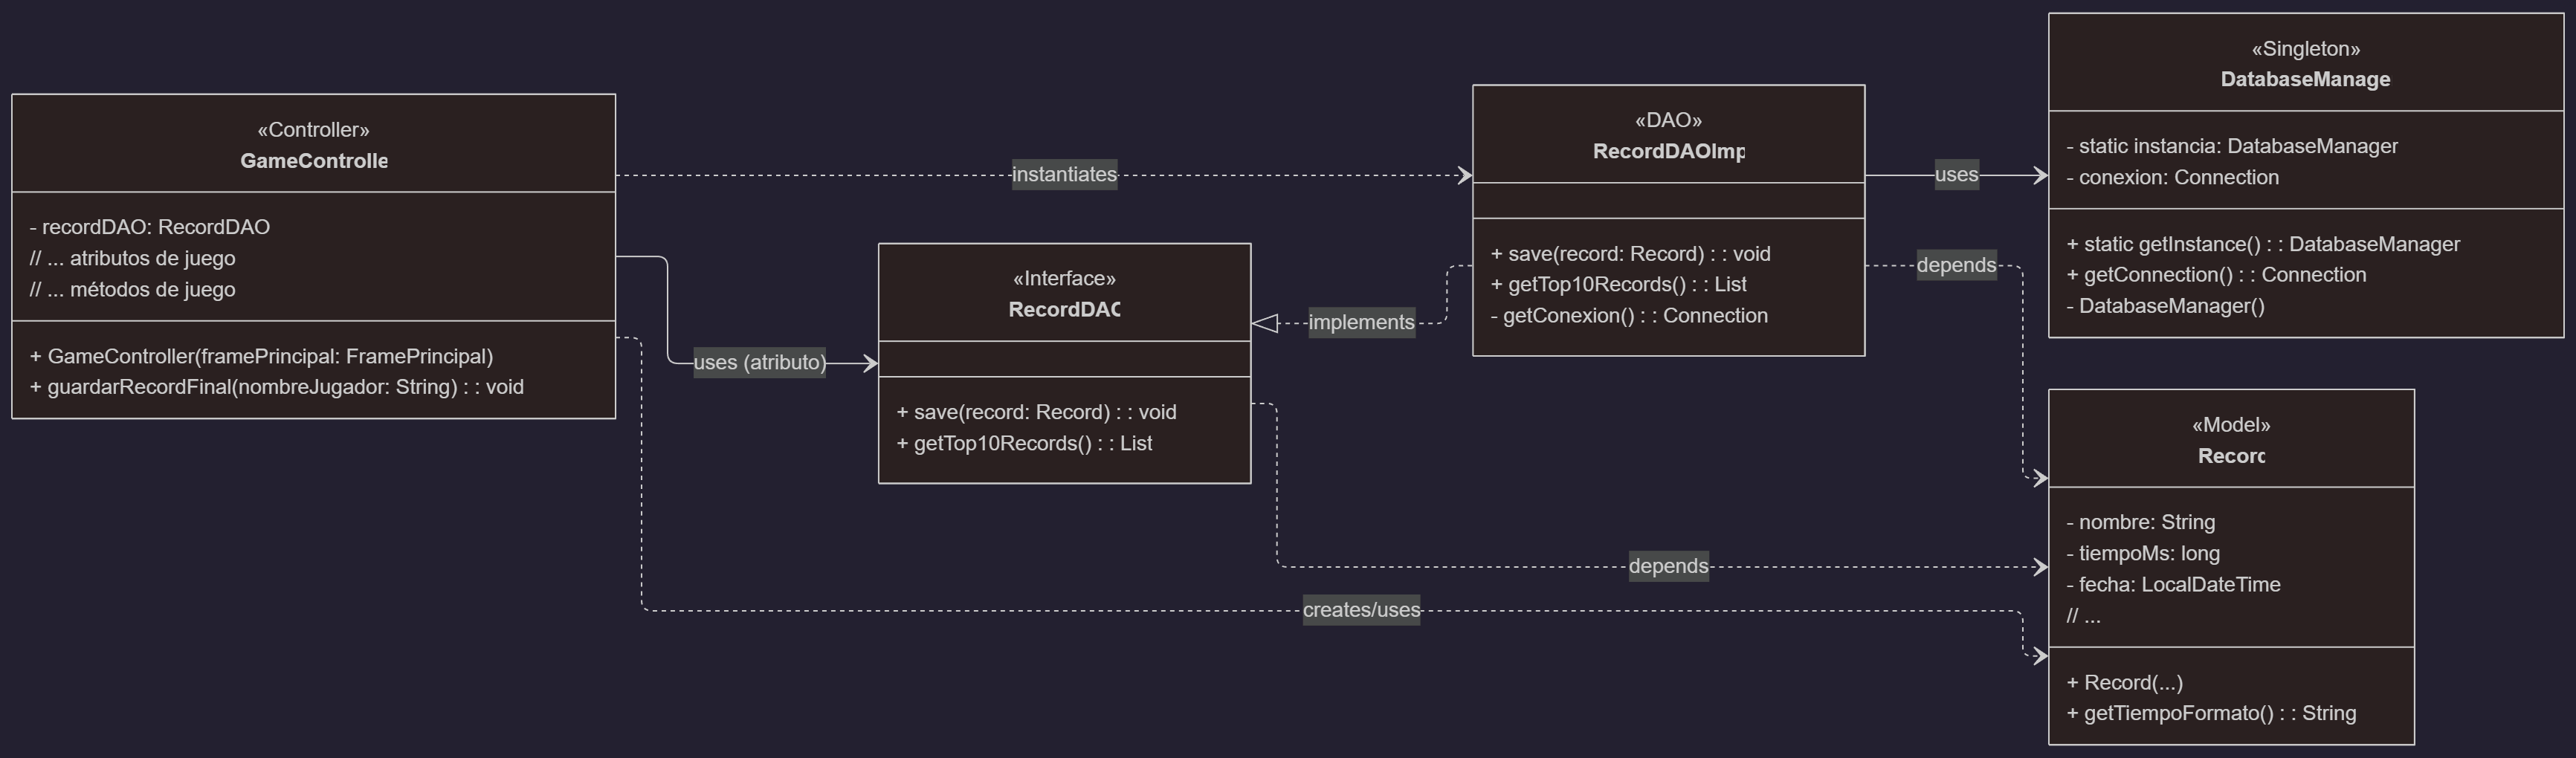 «Controller»
GameControlle
- recordDAO: RecordDAO
// ... atributos de juego
// ... métodos de juego
+ GameController(framePrincipal: FramePrincipal)
+ guardarRecordFinal(nombreJugador: String) : : void
instantiates
uses (atributo)
creates/uses
«Interface»
RecordDAC
+ save(record: Record) : : void
+ getTop10Records() : : List
implements
depends
«DAO»
RecordDAOImp
+ save(record: Record) : : void
+ getTop10Records() : : List
- getConexion() : : Connection
uses
depends
«Singleton»
DatabaseManage
- static instancia: DatabaseManager
- conexion: Connection
+ static getInstance() : : DatabaseManager
+ getConnection() : : Connection
- DatabaseManager()
«Model»
Record
- nombre: String
- tiempoMs: long
- fecha: LocalDateTime
// ...
+ Record(...)
+ getTiempoFormato() : : String